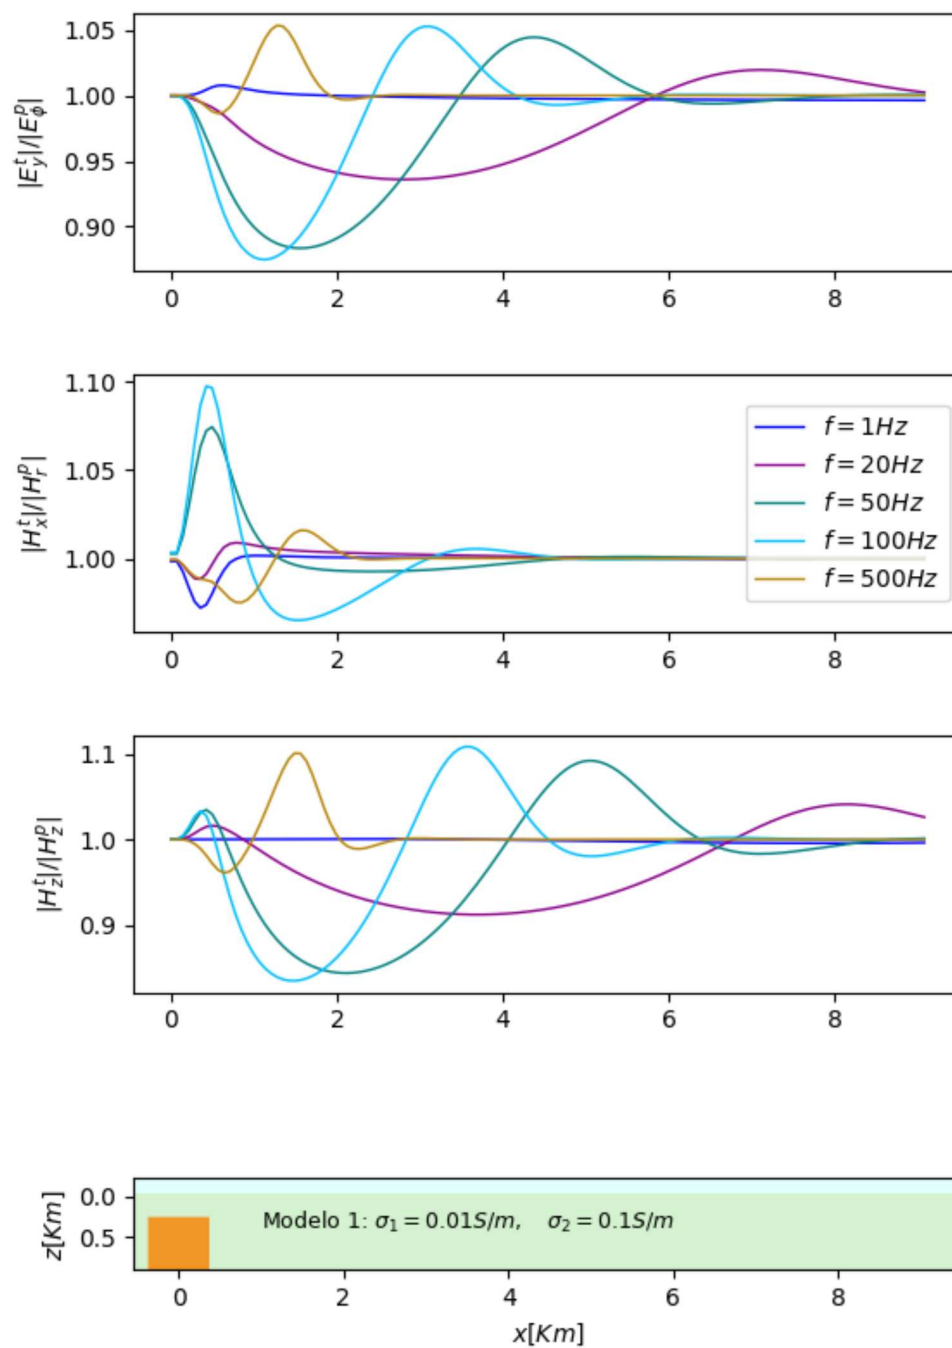 |E_y^t|/|E_ϕ^p|
1.05
1.00
0.95
0.90
0 2 4 6 8
|H_x^t|/|H_r^p|
1.10
1.05
1.00
f = 1Hz
f = 20Hz
f = 50Hz
f = 100Hz
f = 500Hz
0 2 4 6 8
|H_z^t|/|H_z^p|
1.1
1.0
0.9
0 2 4 6 8
z[Km]
0.0
0.5
Modelo 1: σ₁ = 0.01S/m, σ₂ = 0.1S/m
0 2 4 6 8
x[Km]